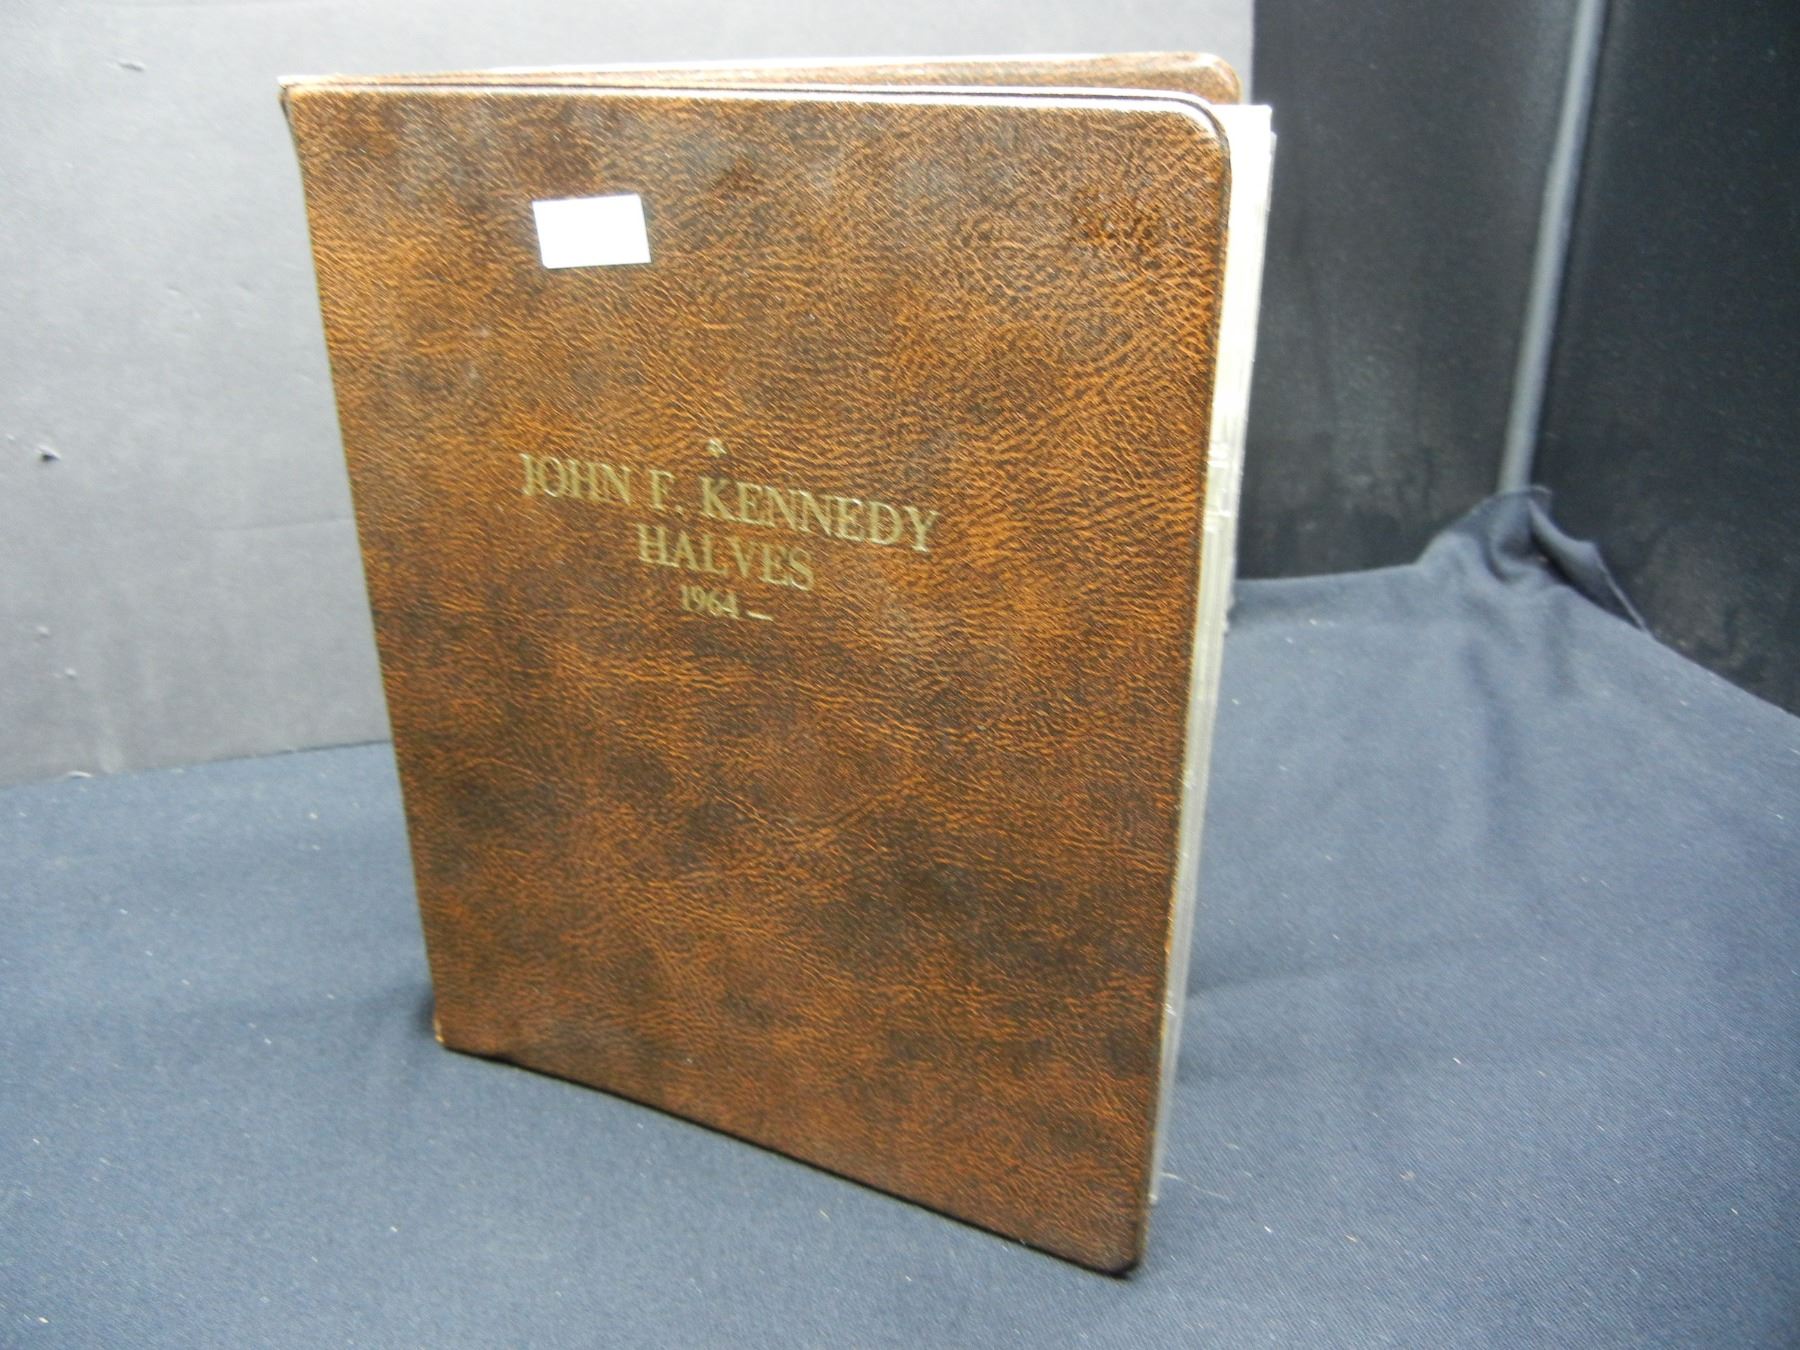 JOHN F. KENNEDY
HALVES
1964 —